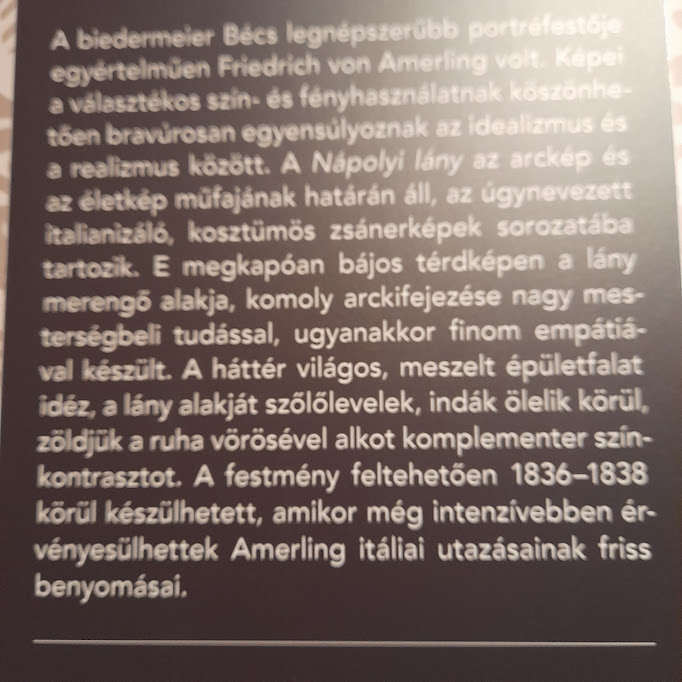 A biedermeier Bécs legnépszerűbb portréfestője
egyértelműen Friedrich von Amerling volt. Képei
a választékos szín- és fényhasználatnak köszönhe-
tően bravúrosan egyensúlyoznak az idealizmus és
a realizmus között. A Nápolyi lány az arckép és
az életkép műfajának határán áll, az úgynevezett
italianizáló, kosztümös zsánerképek sorozatába
tartozik. E megkapóan bájos térdképen a lány
merengő alakja, komoly arckifejezése nagy mes-
terségbeli tudással, ugyanakkor finom empátiá-
val készült. A háttér világos, meszelt épületfalat
idéz, a lány alakját szőlőlevelek, indák ölelik körül,
zöldjük a ruha vörösével alkot komplementer szín-
kontrasztot. A festmény feltehetően 1836–1838
körül készülhetett, amikor még intenzívebben ér-
vényesülhettek Amerling itáliai utazásainak friss
benyomásai.